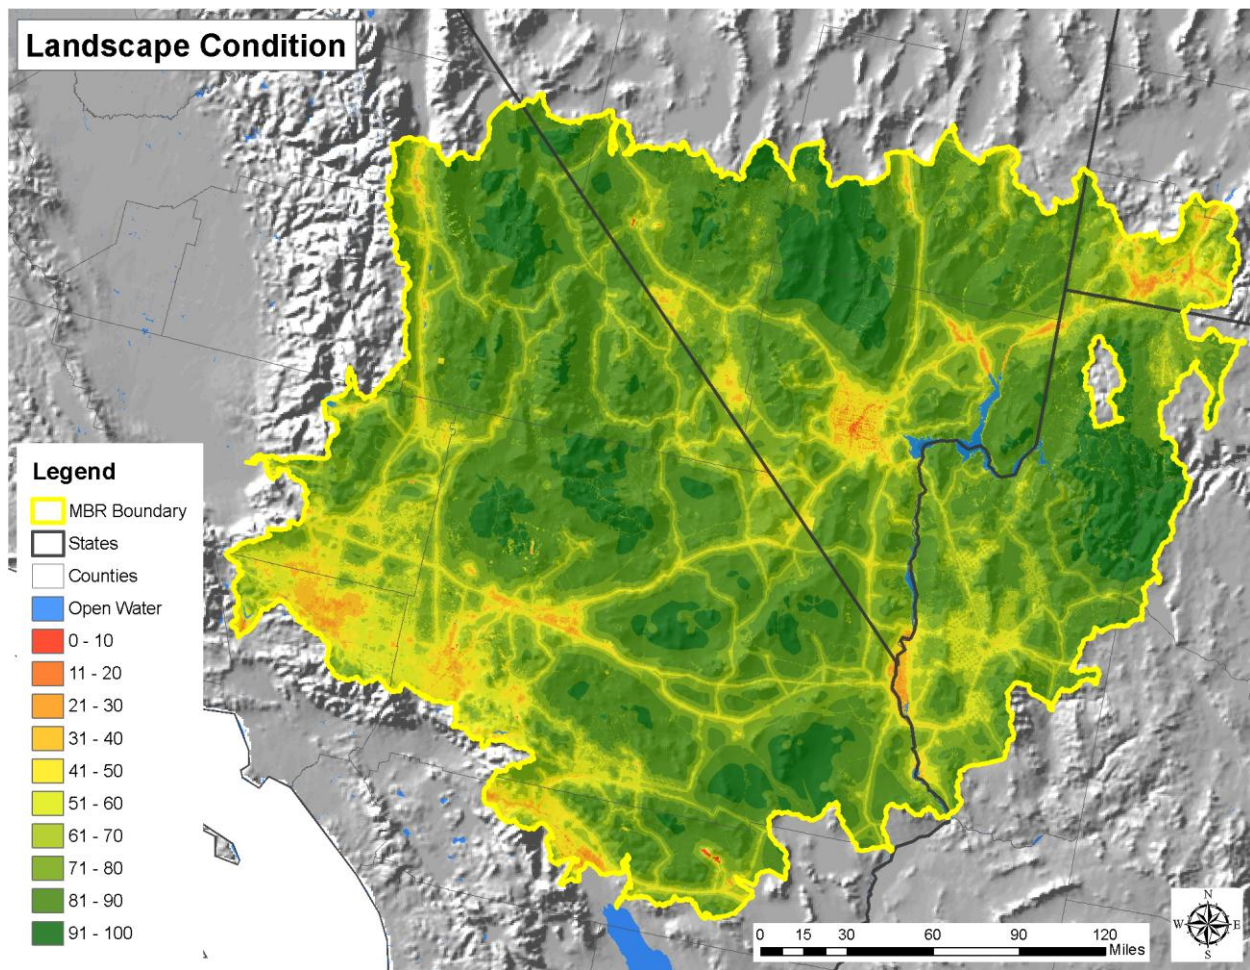 Landscape Condition
Legend
MBR Boundary
States
Counties
Open Water
0 - 10
11 - 20
21 - 30
31 - 40
41 - 50
51 - 60
61 - 70
71 - 80
81 - 90
91 - 100
0 15 30 60 90 120
Miles
N
W E
S